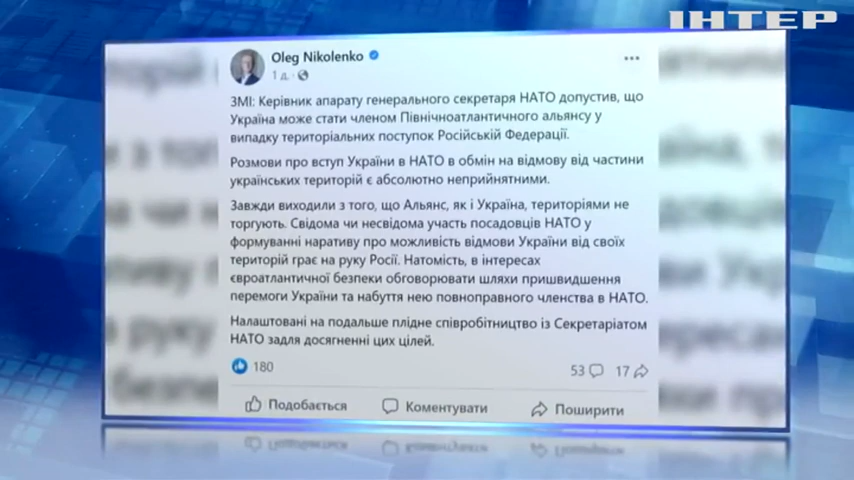 ІНТЕР
Oleg Nikolenko
1 д. ·
ЗМІ: Керівник апарату генерального секретаря НАТО допустив, що
Україна може стати членом Північноатлантичного альянсу у
випадку територіальних поступок Російській Федерації.
Розмови про вступ України в НАТО в обмін на відмову від частини
українських територій є абсолютно неприйнятними.
Завжди виходили з того, що Альянс, як і Україна, територіями не
торгують. Свідома чи несвідома участь посадовців НАТО у
формуванні наративу про можливість відмови України від своїх
територій грає на руку Росії. Натомість, в інтересах
євроатлантичної безпеки обговорювати шляхи пришвидшення
перемоги України та набуття нею повноправного членства в НАТО.
Налаштовані на подальше плідне співробітництво із Секретаріатом
НАТО задля досягненні цих цілей.
180
53 17
Подобається Коментувати Поширити